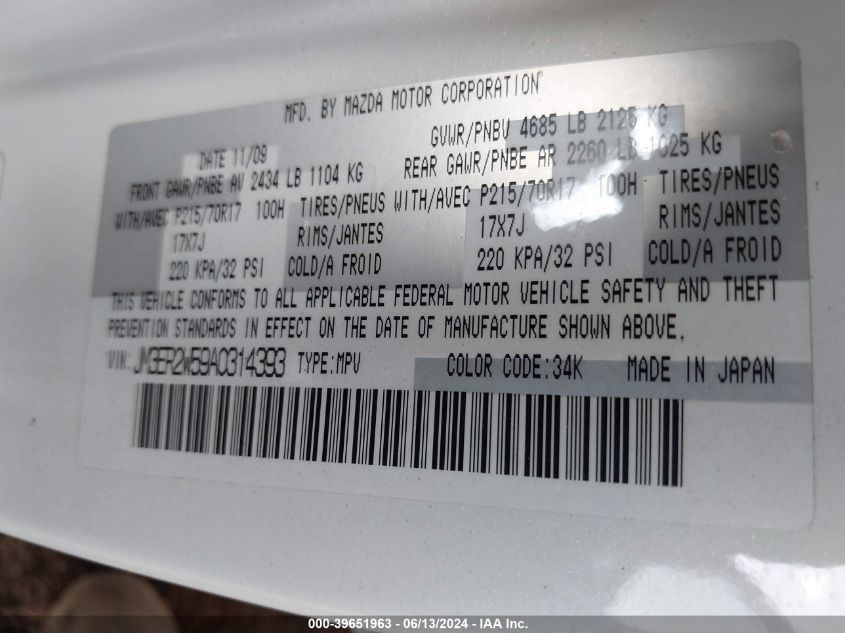 MFD. BY MAZDA MOTOR CORPORATION
DATE 11/09 GVWR/PNBV 4685 LB 2125 KG
FRONT GAWR/PNBE AV 2434 LB 1104 KG REAR GAWR/PNBE AR 2260 LB 1025 KG
WITH/AVEC P215/70R17 100H TIRES/PNEUS WITH/AVEC P215/70R17 100H TIRES/PNEUS
17X7J RIMS/JANTES 17X7J RIMS/JANTES
220 KPA/32 PSI COLD/A FROID 220 KPA/32 PSI COLD/A FROID
THIS VEHICLE CONFORMS TO ALL APPLICABLE FEDERAL MOTOR VEHICLE SAFETY AND THEFT
PREVENTION STANDARDS IN EFFECT ON THE DATE OF MANUFACTURE SHOWN ABOVE.
VIN: JM3ER2W59A0314393 TYPE:MPV COLOR CODE:34K MADE IN JAPAN
000-39651963 - 06/13/2024 - IAA Inc.